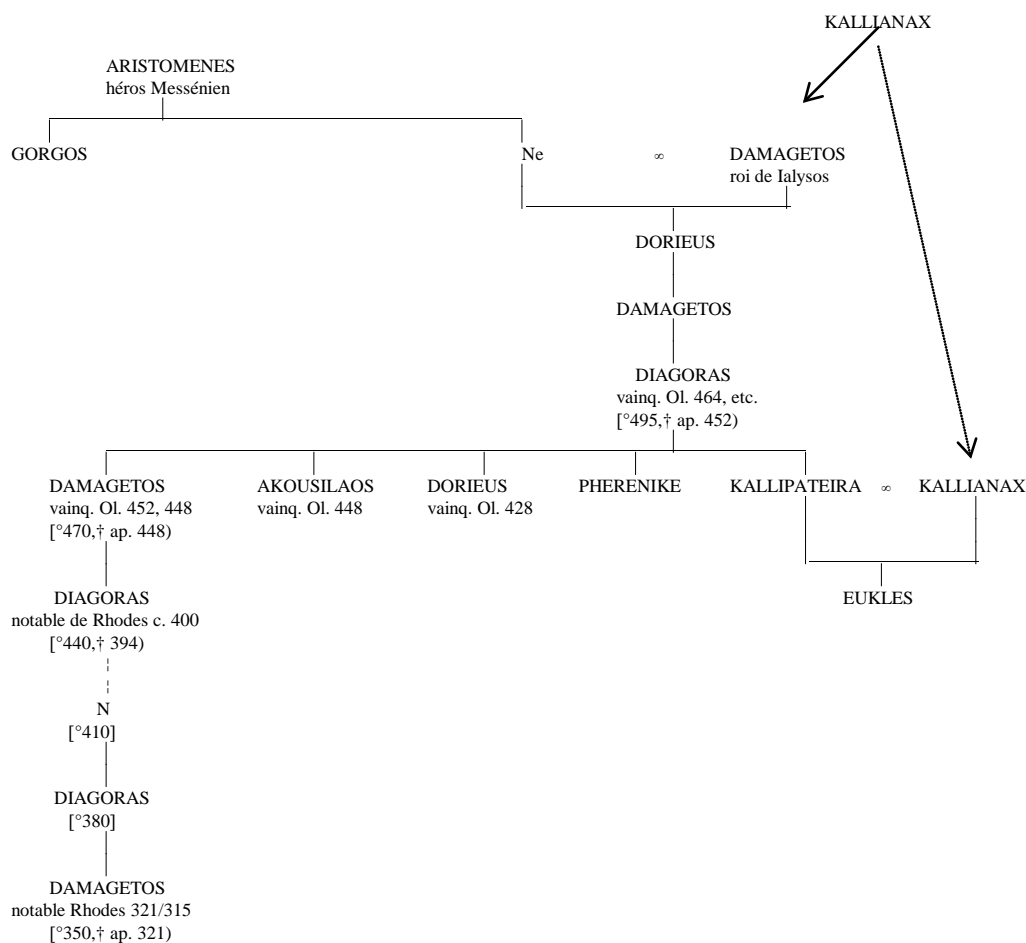 KALLIANAX
ARISTOMENES
héros Messénien
GORGOS
Ne ∞ DAMAGETOS
roi de Ialysos
DORIEUS
DAMAGETOS
DIAGORAS
vainq. Ol. 464, etc.
[°495,† ap. 452)
DAMAGETOS AKOUSILAOS DORIEUS PHERENIKE KALLIPATEIRA ∞ KALLIANAX
vainq. Ol. 452, 448 vainq. Ol. 448 vainq. Ol. 428
[°470,† ap. 448)
DIAGORAS EUKLES
notable de Rhodes c. 400
[°440,† 394)
N
[°410]
DIAGORAS
[°380]
DAMAGETOS
notable Rhodes 321/315
[°350,† ap. 321)